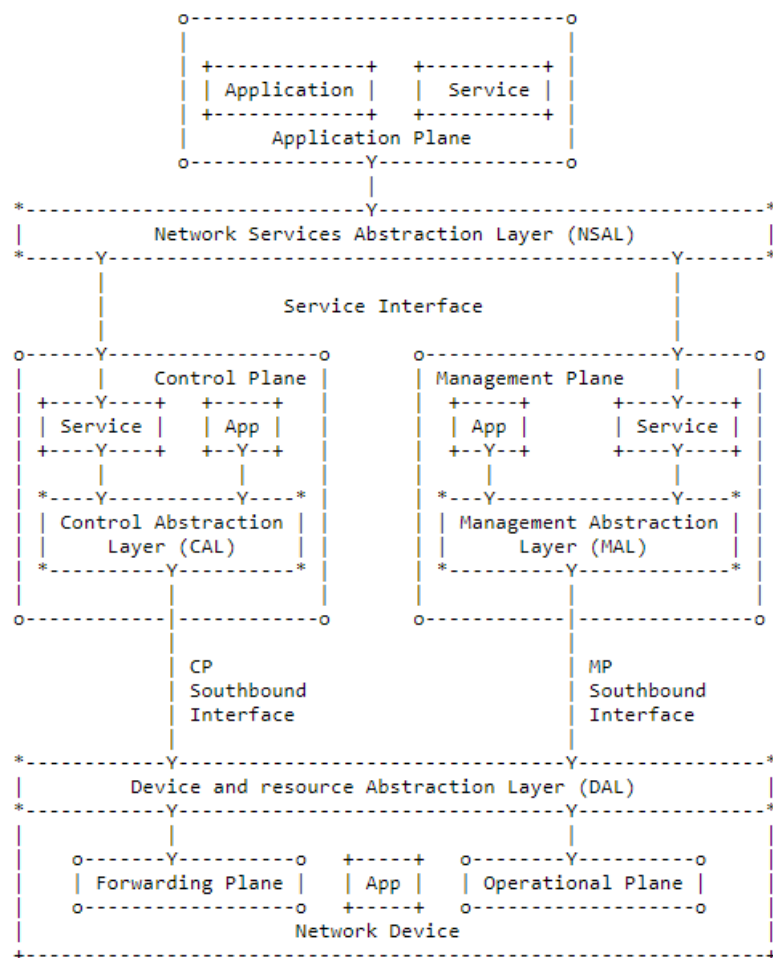 Application Service
Application Plane
Network Services Abstraction Layer (NSAL)
Service Interface
Control Plane Management Plane
Service App App Service
Control Abstraction Management Abstraction
Layer (CAL) Layer (MAL)
CP MP
Southbound Southbound
Interface Interface
Device and resource Abstraction Layer (DAL)
Forwarding Plane App Operational Plane
Network Device